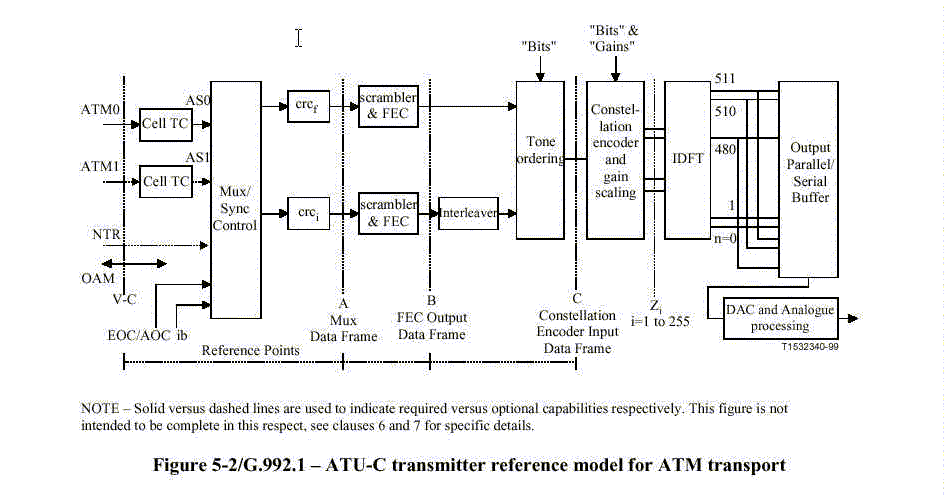 "Bits"
"Bits" &
"Gains"
ATM0
Cell TC
AS0
ATM1
Cell TC
AS1
NTR
OAM
V-C
EOC/AOC ib
Mux/
Sync
Control
crcf
crci
scrambler
& FEC
scrambler
& FEC
Interleaver
Tone
ordering
Constel-
lation
encoder
and
gain
scaling
IDFT
511
510
480
1
n=0
Output
Parallel/
Serial
Buffer
DAC and Analogue
processing
T1532340-99
A
Mux
Data Frame
B
FEC Output
Data Frame
C
Constellation
Encoder Input
Data Frame
Zi
i=1 to 255
Reference Points
NOTE – Solid versus dashed lines are used to indicate required versus optional capabilities respectively. This figure is not
intended to be complete in this respect, see clauses 6 and 7 for specific details.
Figure 5-2/G.992.1 – ATU-C transmitter reference model for ATM transport